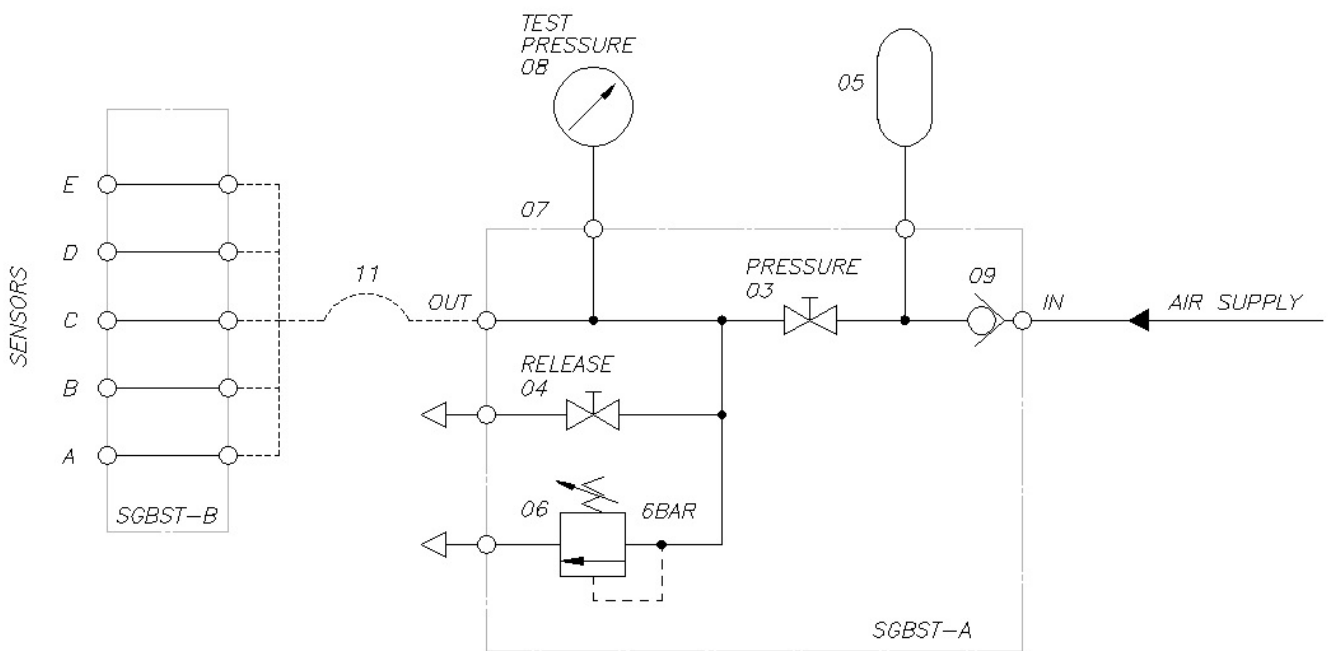 TEST
PRESSURE
08
05
E
07
D
11
PRESSURE
03
09
SENSORS
C
OUT
IN
AIR SUPPLY
RELEASE
04
B
A
06
6BAR
SGBST-B
SGBST-A